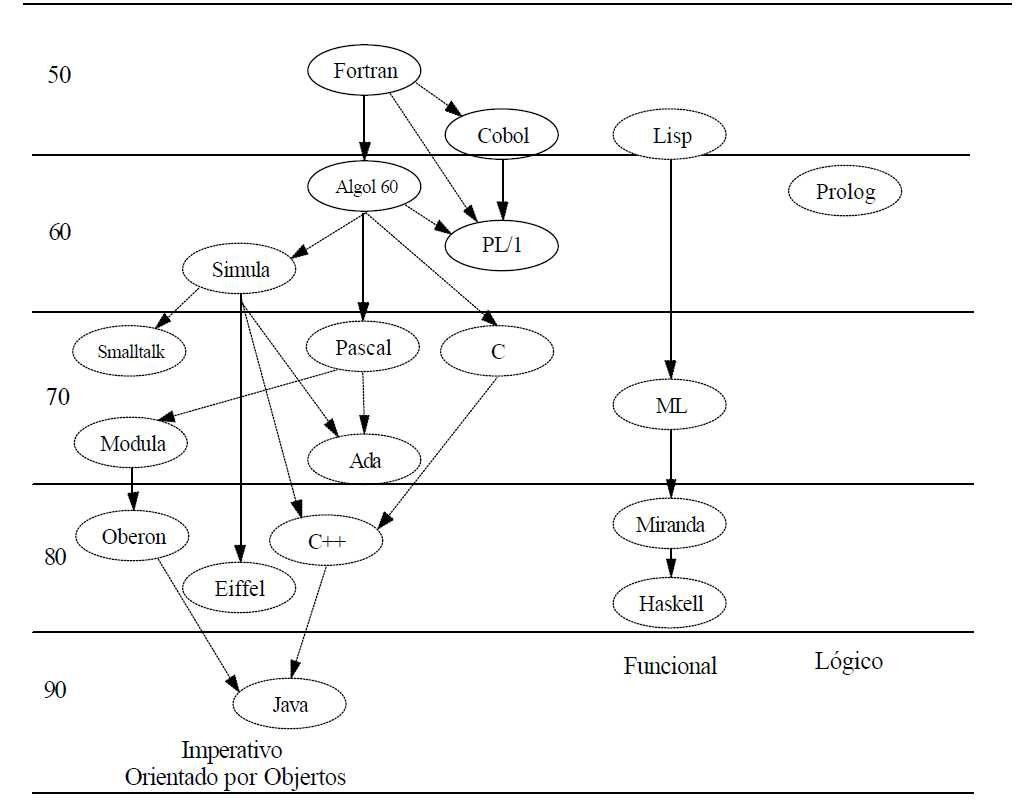 50
Fortran
Cobol
Lisp
Algol 60
Prolog
60
PL/1
Simula
Smalltalk
Pascal
C
70
ML
Modula
Ada
Oberon
C++
Miranda
80
Eiffel
Haskell
Funcional
Lógico
90
Java
Imperativo
Orientado por Objertos